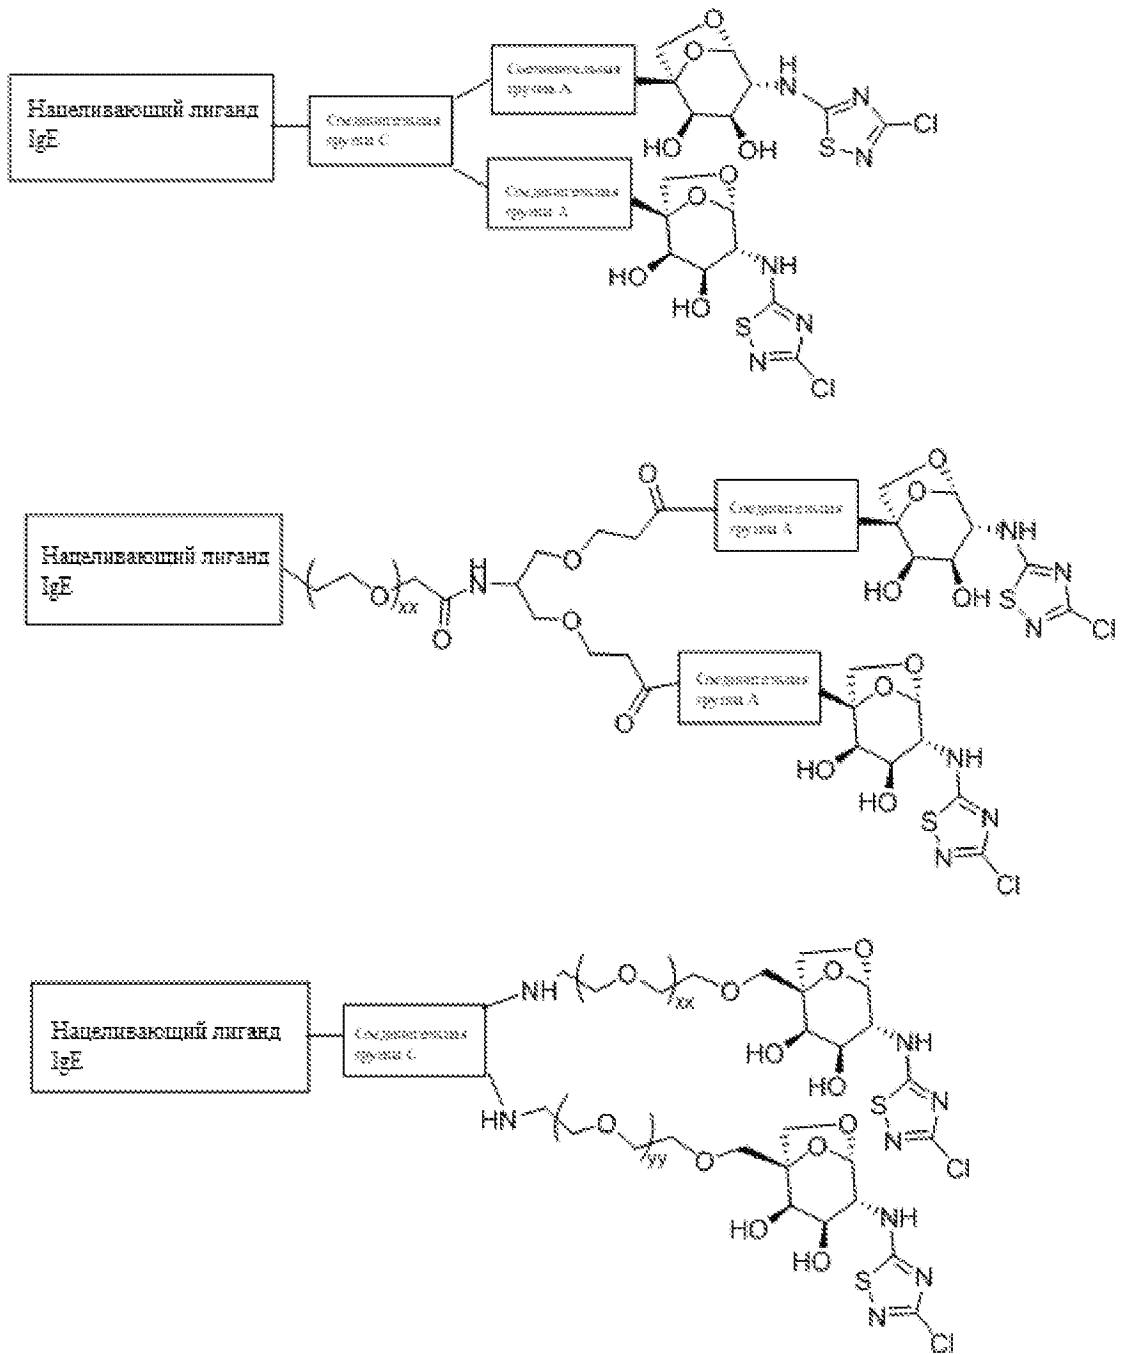 Нацеливающий лиганд
IgE
Соединительная
группа C
Соединительная
группа A
Соединительная
группа A
O
O
H
N
N
Cl
S
N
HO
OH
O
O
NH
HO
HO
S
N
N
Cl
Нацеливающий лиганд
IgE
( O ) xx
O
H
N
O
O
O
O
Соединительная
группа A
Соединительная
группа A
O
O
NH
HO
OH
S
N
N
Cl
O
O
NH
HO
HO
S
N
N
Cl
Нацеливающий лиганд
IgE
Соединительная
группа C
NH
( O ) xx
O
O
O
NH
HO
HO
S
N
N
Cl
HN
( O ) yy
O
O
O
NH
HO
HO
S
N
N
Cl